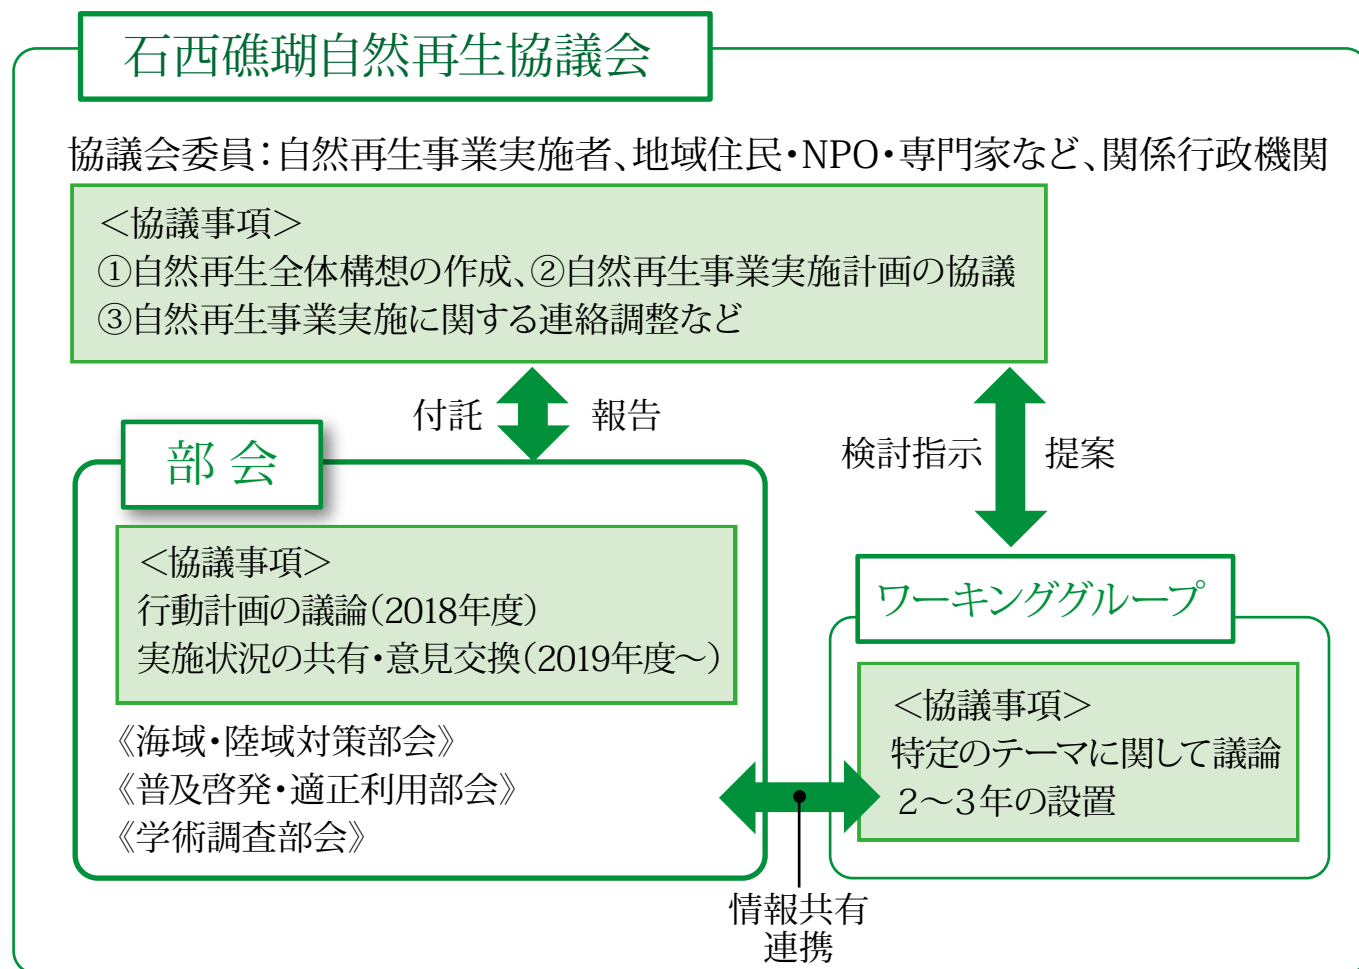 石西礁瑚自然再生協議会
協議会委員：自然再生事業実施者、地域住民・NPO・専門家など、関係行政機関
＜協議事項＞
①自然再生全体構想の作成、②自然再生事業実施計画の協議
③自然再生事業実施に関する連絡調整など
付託
報告
検討指示
提案
部会
＜協議事項＞
行動計画の議論（2018年度）
実施状況の共有・意見交換（2019年度～）
《海域・陸域対策部会》
《普及啓発・適正利用部会》
《学術調査部会》
ワーキンググループ
＜協議事項＞
特定のテーマに関して議論
2～3年の設置
情報共有
連携